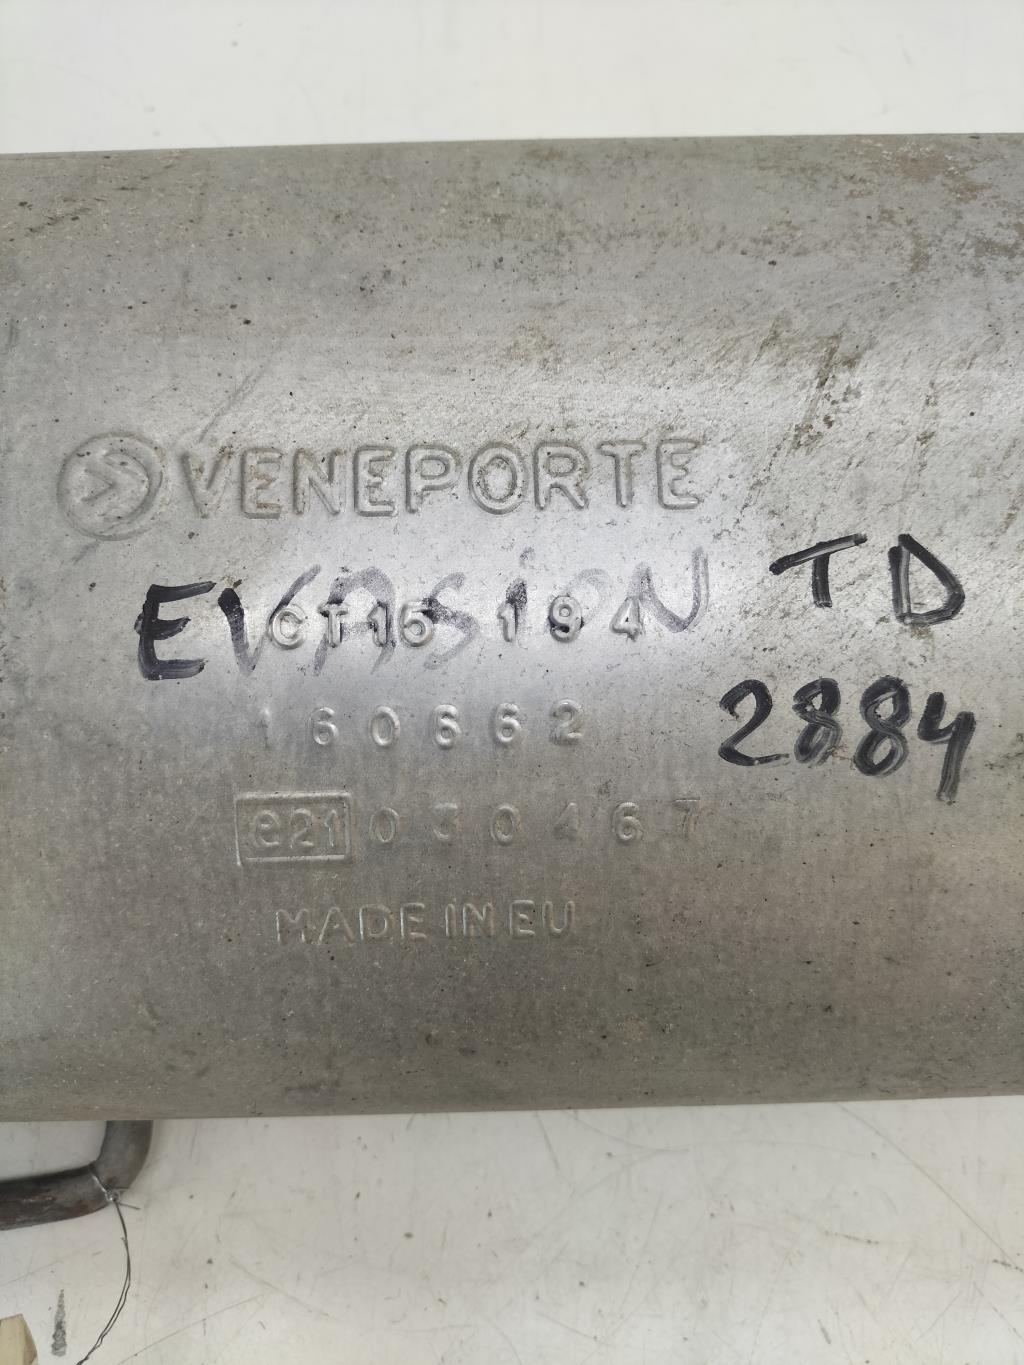 VENEPORTE
EVASION TD
CT15 194
2884
160662
e21 030467
MADE IN EU